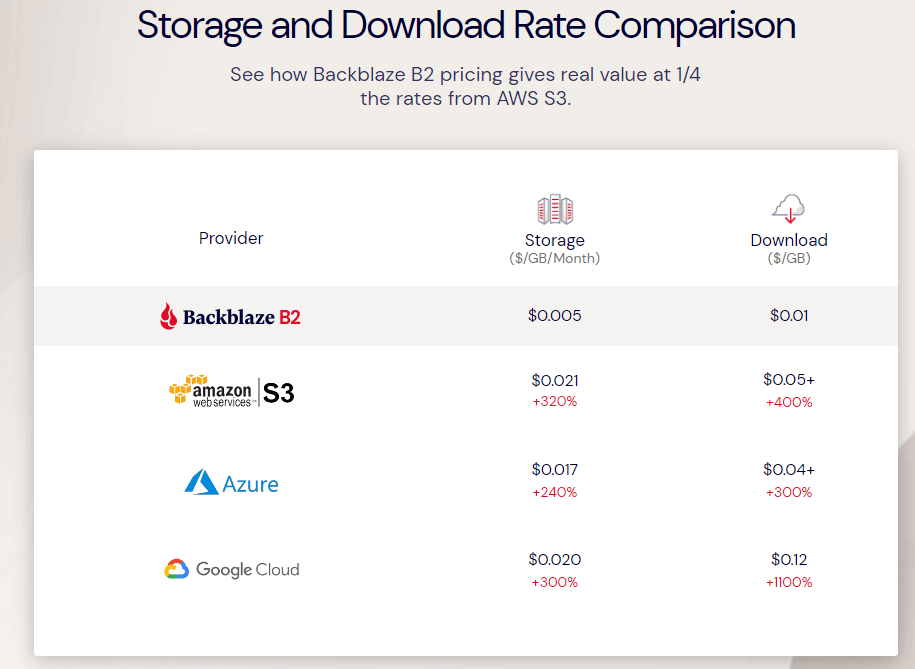 Storage and Download Rate Comparison
See how Backblaze B2 pricing gives real value at 1/4
the rates from AWS S3.
Provider
Storage
($/GB/Month)
Download
($/GB)
Backblaze B2 $0.005 $0.01
amazon
web services™ S3
$0.021 $0.05+
+320% +400%
Azure
$0.017 $0.04+
+240% +300%
Google Cloud
$0.020 $0.12
+300% +1100%